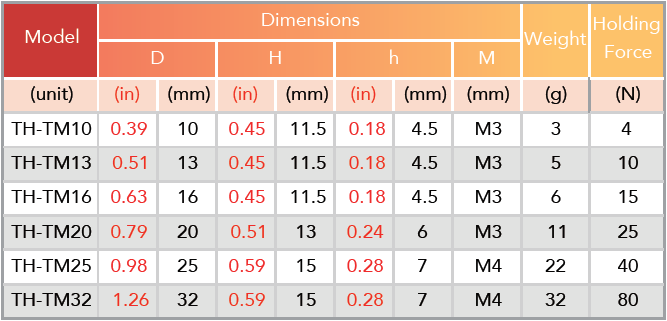 Model Dimensions Weight Holding Force
D H h M
(unit) (in) (mm) (in) (mm) (in) (mm) (mm) (g) (N)
TH-TM10 0.39 10 0.45 11.5 0.18 4.5 M3 3 4
TH-TM13 0.51 13 0.45 11.5 0.18 4.5 M3 5 10
TH-TM16 0.63 16 0.45 11.5 0.18 4.5 M3 6 15
TH-TM20 0.79 20 0.51 13 0.24 6 M3 11 25
TH-TM25 0.98 25 0.59 15 0.28 7 M4 22 40
TH-TM32 1.26 32 0.59 15 0.28 7 M4 32 80